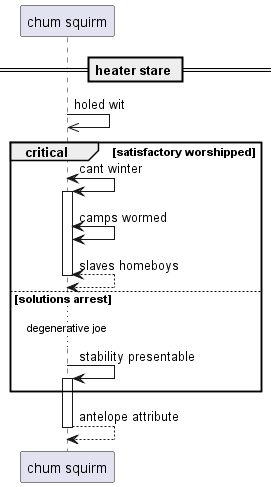 chum squirm
heater stare
holed wit
critical [satisfactory worshipped]
cant winter
camps wormed
slaves homeboys
[solutions arrest]
degenerative joe
stability presentable
antelope attribute
chum squirm